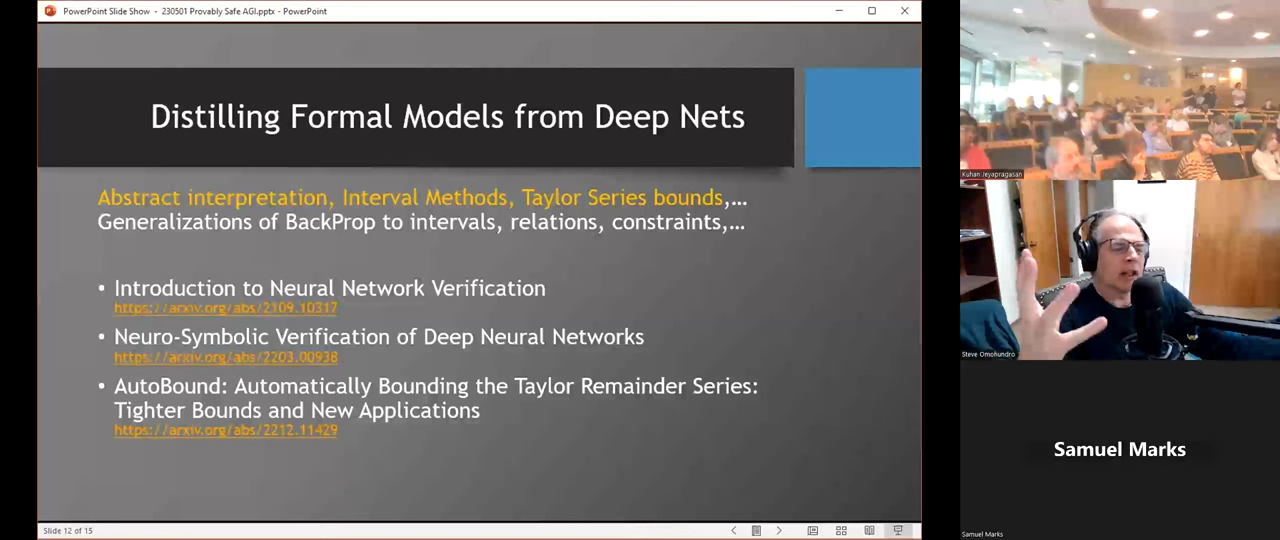 PowerPoint Slide Show - 230501 Provably Safe AGI.pptx - PowerPoint
Distilling Formal Models from Deep Nets
Abstract interpretation, Interval Methods, Taylor Series bounds,...
Generalizations of BackProp to intervals, relations, constraints,...
• Introduction to Neural Network Verification
https://arxiv.org/abs/2109.10317
• Neuro-Symbolic Verification of Deep Neural Networks
https://arxiv.org/abs/2203.00938
• AutoBound: Automatically Bounding the Taylor Remainder Series:
Tighter Bounds and New Applications
https://arxiv.org/abs/2212.11429
Slide 12 of 15
Kuhan Jeyapragasan
Steve Omohundro
Samuel Marks
Samuel Marks